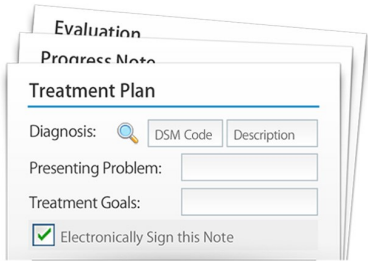 Evaluation
Progress Note
Treatment Plan
Diagnosis: DSM Code Description
Presenting Problem:
Treatment Goals:
Electronically Sign this Note